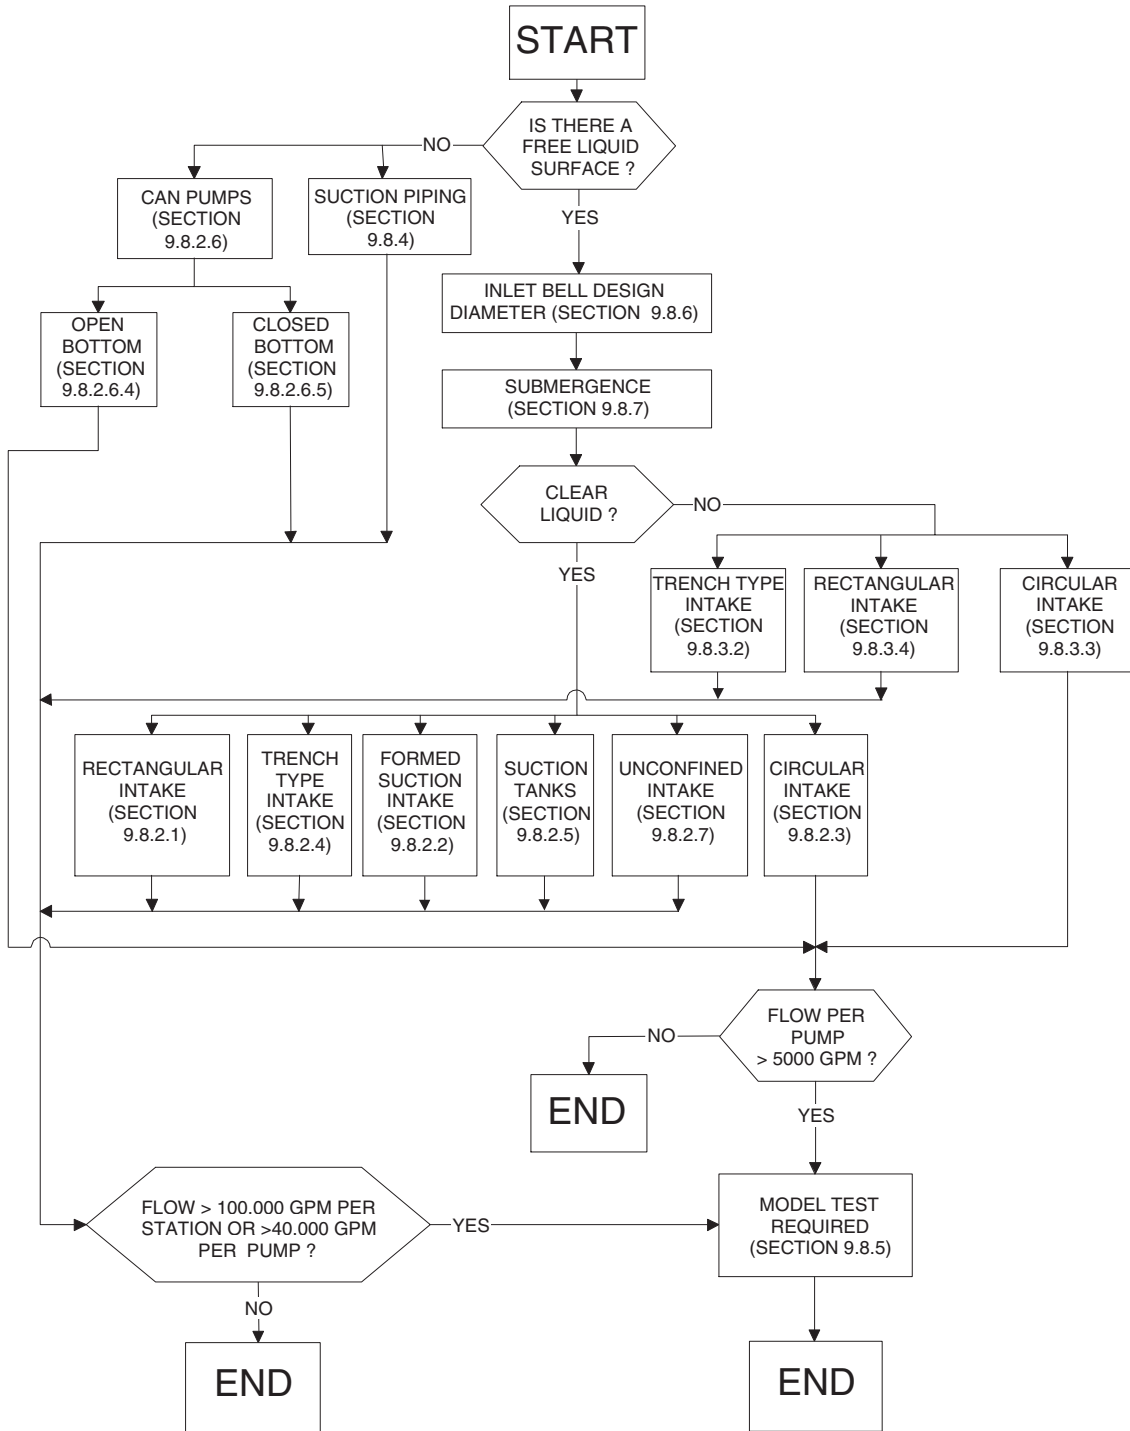 START
IS THERE A
FREE LIQUID
SURFACE ?
NO
YES
CAN PUMPS
(SECTION
9.8.2.6)
SUCTION PIPING
(SECTION
9.8.4)
INLET BELL DESIGN
DIAMETER (SECTION 9.8.6)
OPEN
BOTTOM
(SECTION
9.8.2.6.4)
CLOSED
BOTTOM
(SECTION
9.8.2.6.5)
SUBMERGENCE
(SECTION 9.8.7)
CLEAR
LIQUID ?
NO
YES
TRENCH TYPE
INTAKE
(SECTION
9.8.3.2)
RECTANGULAR
INTAKE
(SECTION
9.8.3.4)
CIRCULAR
INTAKE
(SECTION
9.8.3.3)
RECTANGULAR
INTAKE
(SECTION
9.8.2.1)
TRENCH
TYPE
INTAKE
(SECTION
9.8.2.4)
FORMED
SUCTION
INTAKE
(SECTION
9.8.2.2)
SUCTION
TANKS
(SECTION
9.8.2.5)
UNCONFINED
INTAKE
(SECTION
9.8.2.7)
CIRCULAR
INTAKE
(SECTION
9.8.2.3)
FLOW PER
PUMP
> 5000 GPM ?
NO
END
YES
FLOW > 100.000 GPM PER
STATION OR >40.000 GPM
PER PUMP ?
YES
MODEL TEST
REQUIRED
(SECTION 9.8.5)
NO
END
END